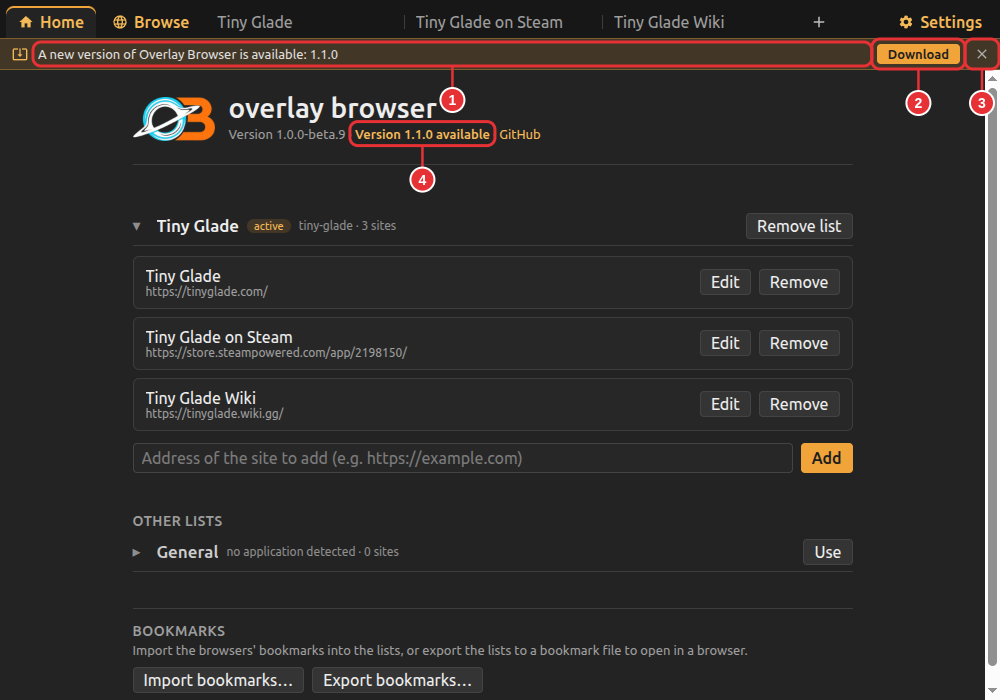 Home Browse Tiny Glade Tiny Glade on Steam Tiny Glade Wiki + Settings
A new version of Overlay Browser is available: 1.1.0 Download ×
1 2 3
overlay browser
Version 1.0.0-beta.9 Version 1.1.0 available GitHub
4
Tiny Glade active tiny-glade · 3 sites Remove list
Tiny Glade
https://tinyglade.com/
Edit Remove
Tiny Glade on Steam
https://store.steampowered.com/app/2198150/
Edit Remove
Tiny Glade Wiki
https://tinyglade.wiki.gg/
Edit Remove
Address of the site to add (e.g. https://example.com) Add
OTHER LISTS
General no application detected · 0 sites Use
BOOKMARKS
Import the browsers' bookmarks into the lists, or export the lists to a bookmark file to open in a browser.
Import bookmarks… Export bookmarks…